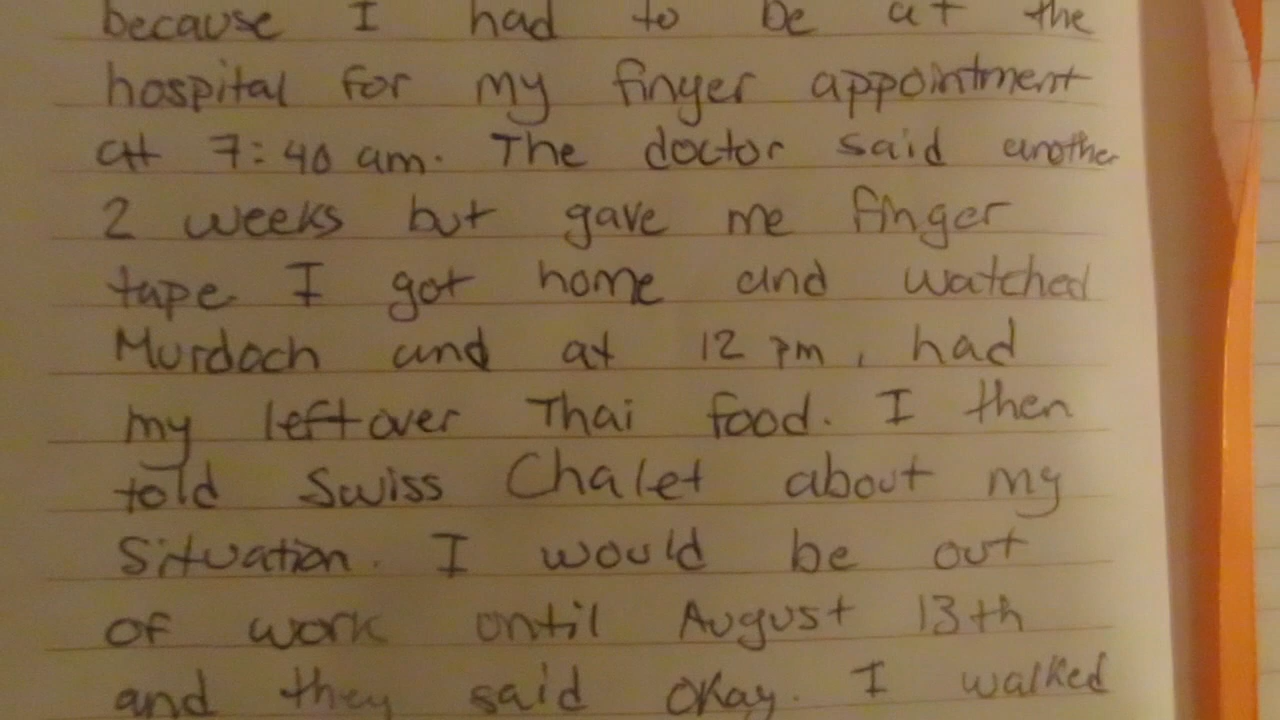 because I had to be at the
hospital for my finger appointment
at 7:40 am. The doctor said another
2 weeks but gave me finger
tape I got home and watched
Murdoch and at 12 pm, had
my leftover Thai food. I then
told Swiss Chalet about my
situation. I would be out
of work until August 13th
and they said okay. I walked